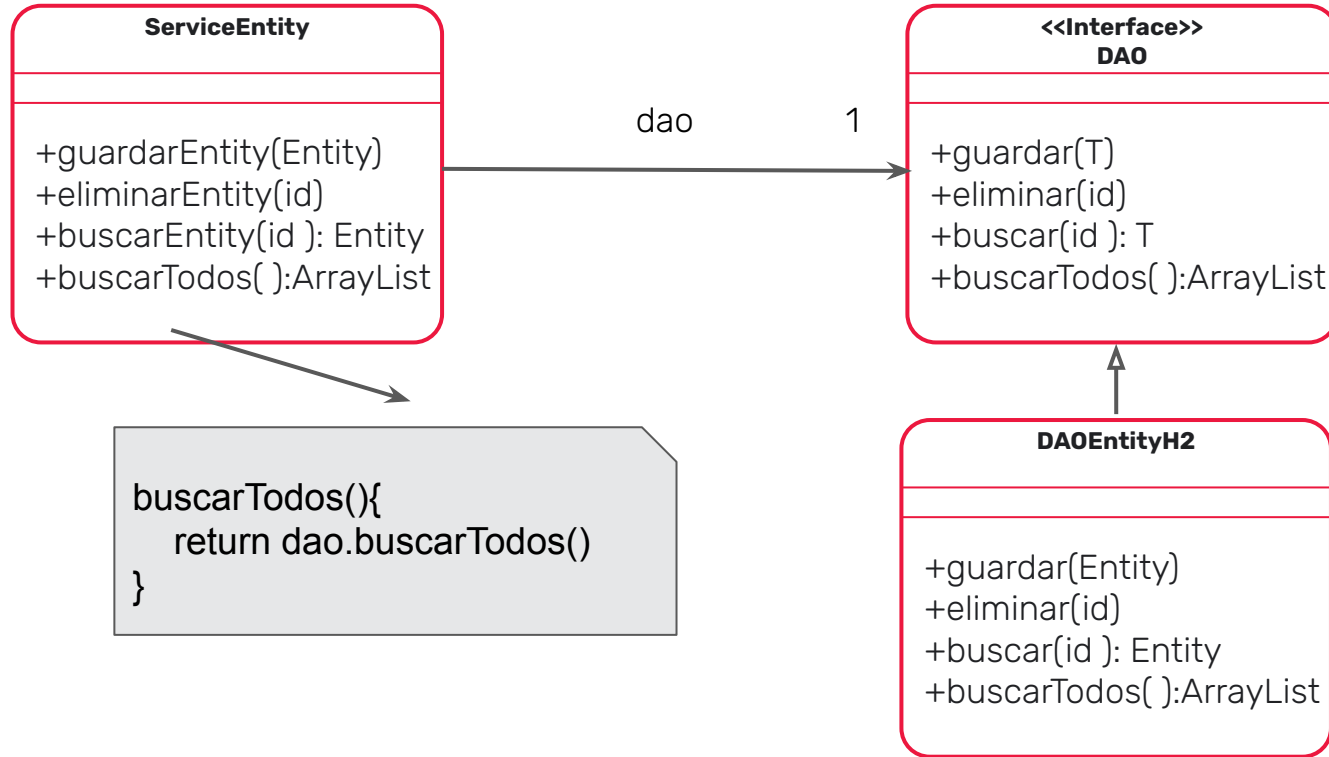 ServiceEntity
+guardarEntity(Entity)
+eliminarEntity(id)
+buscarEntity(id ): Entity
+buscarTodos( ):ArrayList
dao
1
<<Interface>>
DAO
+guardar(T)
+eliminar(id)
+buscar(id ): T
+buscarTodos( ):ArrayList
buscarTodos(){
return dao.buscarTodos()
}
DAOEntityH2
+guardar(Entity)
+eliminar(id)
+buscar(id ): Entity
+buscarTodos( ):ArrayList